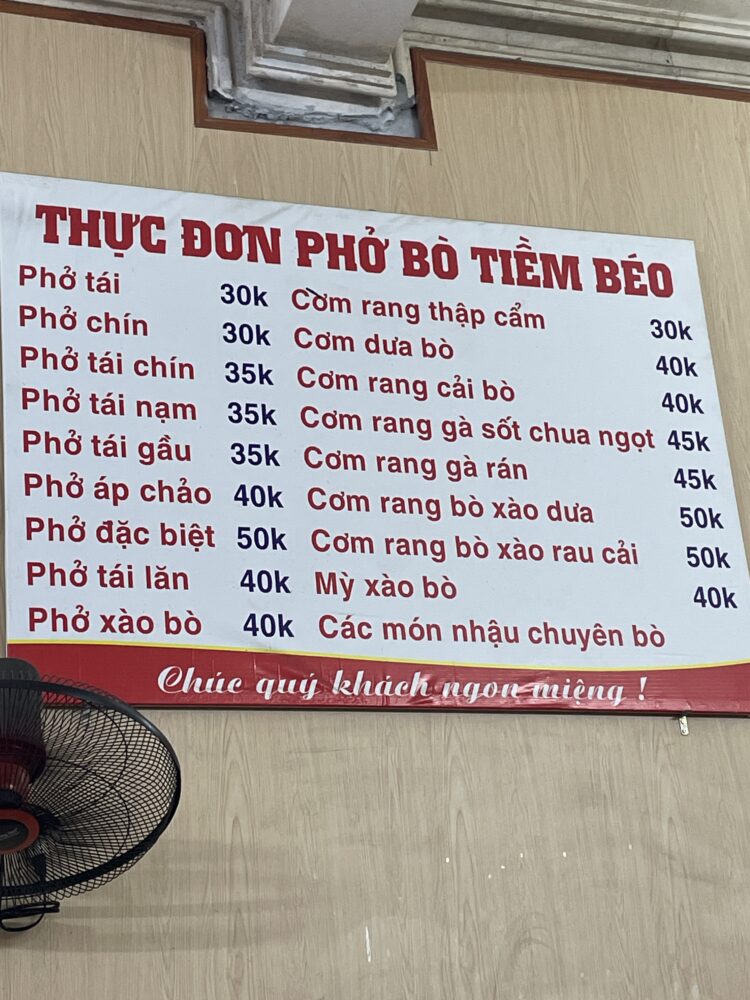 THỰC ĐƠN PHỞ BÒ TIỀM BÉO
Phở tái 30k
Phở chín 30k
Phở tái chín 35k
Phở tái nạm 35k
Phở tái gầu 35k
Phở áp chảo 40k
Phở đặc biệt 50k
Phở tái lăn 40k
Phở xào bò 40k
Cơm rang thập cẩm 30k
Cơm dưa bò 40k
Cơm rang cải bò 40k
Cơm rang gà sốt chua ngọt 45k
Cơm rang gà rán 45k
Cơm rang bò xào dưa 50k
Cơm rang bò xào rau cải 50k
Mỳ xào bò 40k
Các món nhậu chuyên bò
Chúc quý khách ngon miệng !